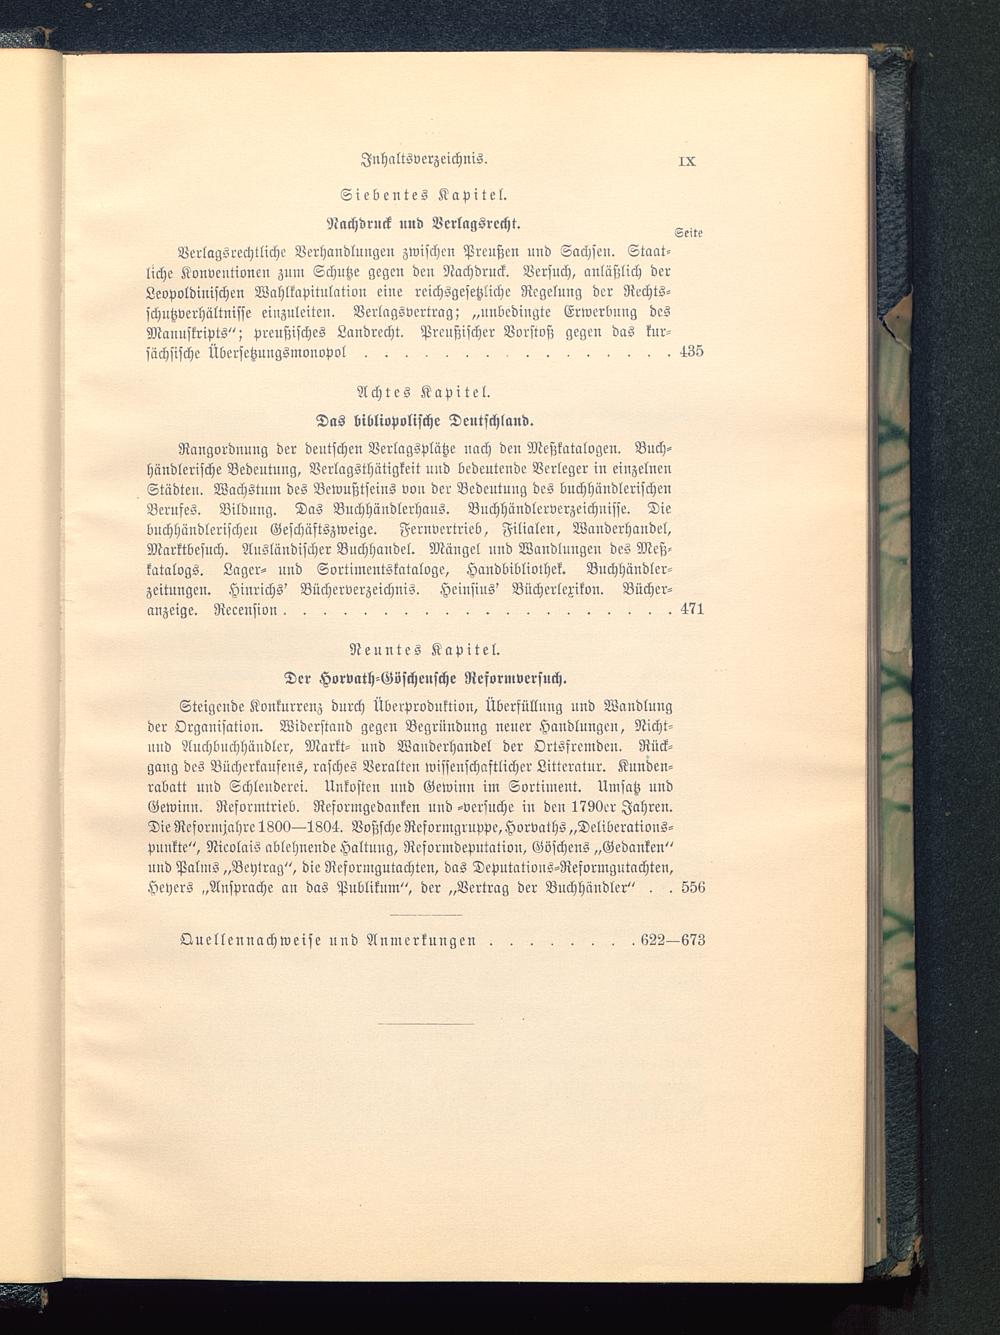 Inhaltsverzeichnis. IX
Siebentes Kapitel.
Nachdruck und Verlagsrecht.
Seite
Verlagsrechtliche Verhandlungen zwischen Preußen und Sachsen. Staat-
liche Konventionen zum Schutze gegen den Nachdruck. Versuch, anläßlich der
Leopoldinischen Wahlkapitulation eine reichsgesetzliche Regelung der Rechts-
schutzverhältnisse einzuleiten. Verlagsvertrag; „unbedingte Erwerbung des
Manuskripts“; preußisches Landrecht. Preußischer Vorstoß gegen das kur-
sächsische Übersetzungsmonopol . . . . . . . . . . . . . . . . 435
Achtes Kapitel.
Das bibliopolische Deutschland.
Rangordnung der deutschen Verlagsplätze nach den Meßkatalogen. Buch-
händlerische Bedeutung, Verlagsthätigkeit und bedeutende Verleger in einzelnen
Städten. Wachstum des Bewußtseins von der Bedeutung des buchhändlerischen
Berufes. Bildung. Das Buchhändlerhaus. Buchhändlerverzeichnisse. Die
buchhändlerischen Geschäftszweige. Fernvertrieb, Filialen, Wanderhandel,
Marktbesuch. Ausländischer Buchhandel. Mängel und Wandlungen des Meß-
katalogs. Lager- und Sortimentskataloge, Handbibliothek. Buchhändler-
zeitungen. Hinrichs’ Bücherverzeichnis. Heinsius’ Bücherlexikon. Bücher-
anzeige. Recension . . . . . . . . . . . . . . . . . . . . 471
Neuntes Kapitel.
Der Horvath-Göschensche Reformversuch.
Steigende Konkurrenz durch Überproduktion, Überfüllung und Wandlung
der Organisation. Widerstand gegen Begründung neuer Handlungen, Nicht-
und Auchbuchhändler, Markt- und Wanderhandel der Ortsfremden. Rück-
gang des Bücherkaufens, rasches Veralten wissenschaftlicher Litteratur. Kunden-
rabatt und Schleuderei. Unkosten und Gewinn im Sortiment. Umsatz und
Gewinn. Reformtrieb. Reformgedanken und -versuche in den 1790er Jahren.
Die Reformjahre 1800—1804. Voßsche Reformgruppe, Horvaths „Deliberations-
punkte“, Nicolais ablehnende Haltung, Reformdeputation, Göschens „Gedanken“
und Palms „Beytrag“, die Reformgutachten, das Deputations-Reformgutachten,
Heyers „Ansprache an das Publikum“, der „Vertrag der Buchhändler“ . . 556
Quellennachweise und Anmerkungen . . . . . . . . 622—673